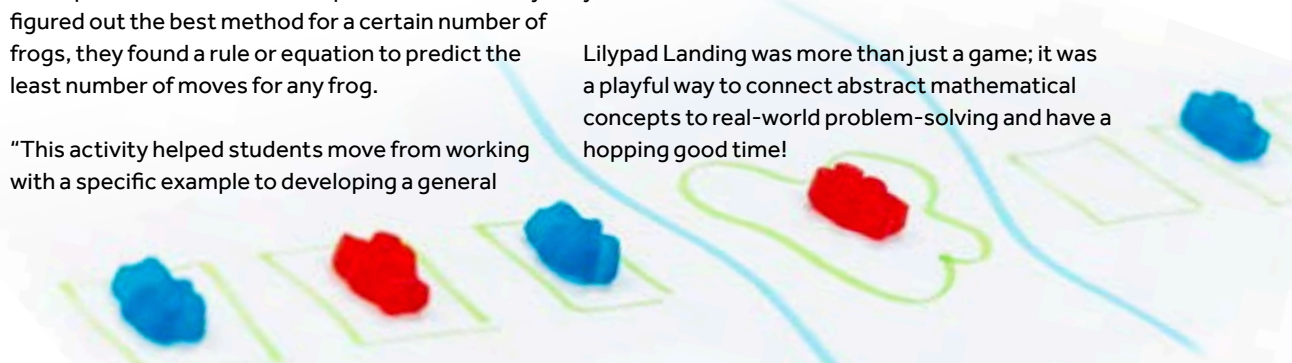 figured out the best method for a certain number of
frogs, they found a rule or equation to predict the
least number of moves for any frog.
“This activity helped students move from working
with a specific example to developing a general
Lilypad Landing was more than just a game; it was
a playful way to connect abstract mathematical
concepts to real-world problem-solving and have a
hopping good time!